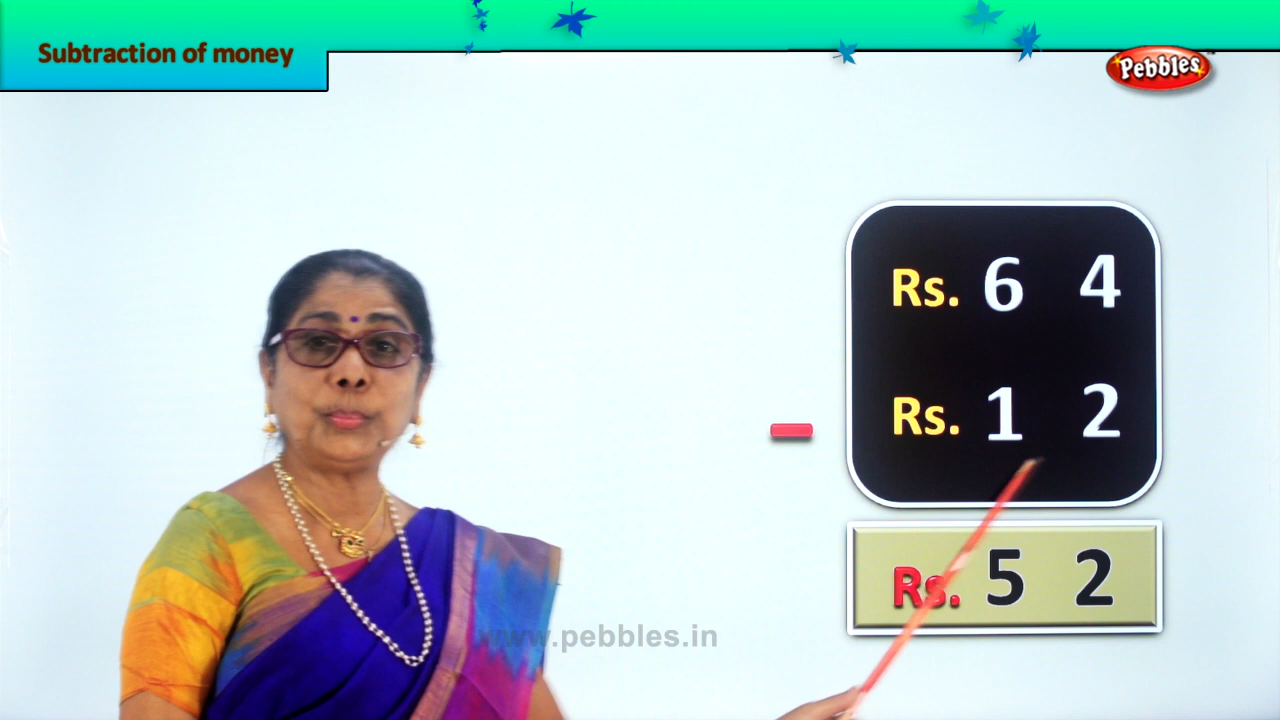 Subtraction of money
Pebbles
Rs. 6 4
- Rs. 1 2
Rs. 5 2
www.pebbles.in